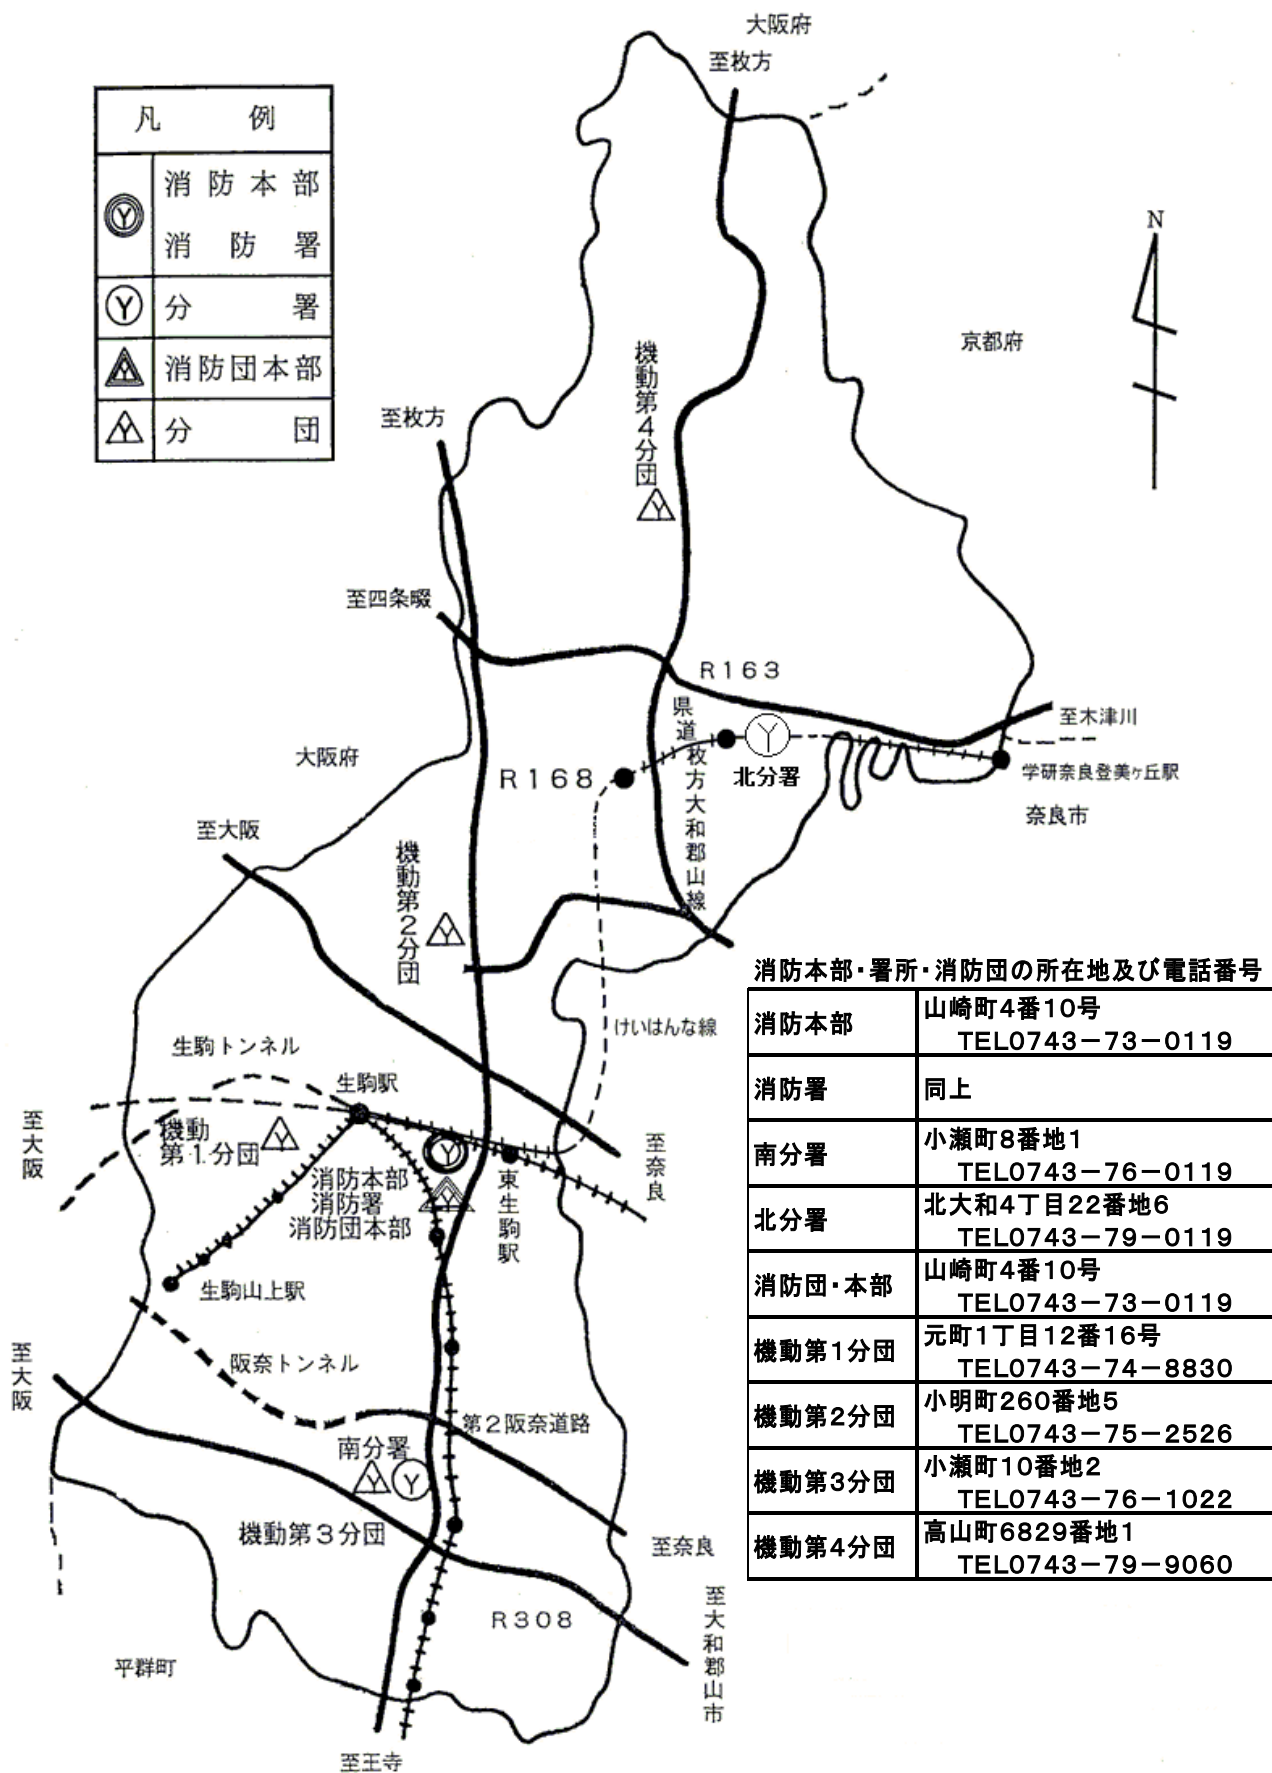 大阪府
至枚方
凡 例
消防本部
消防署
分署
消防団本部
分団
N
京都府
機動第4分団
至枚方
至四条畷
R163
県道枚方大和郡山線
至木津川
大阪府
R168
北分署
学研奈良登美ヶ丘駅
奈良市
至大阪
機動第2分団
けいはんな線
生駒トンネル
生駒駅
至大阪
機動
第1分団
至奈良
消防本部
消防署
消防団本部
東生駒駅
生駒山上駅
至大阪
阪奈トンネル
第2阪奈道路
南分署
機動第3分団
至奈良
R308
至大和郡山市
平群町
至王寺
消防本部・署所・消防団の所在地及び電話番号
消防本部 山崎町4番10号
TEL0743-73-0119
消防署 同上
南分署 小瀬町8番地1
TEL0743-76-0119
北分署 北大和4丁目22番地6
TEL0743-79-0119
消防団・本部 山崎町4番10号
TEL0743-73-0119
機動第1分団 元町1丁目12番16号
TEL0743-74-8830
機動第2分団 小明町260番地5
TEL0743-75-2526
機動第3分団 小瀬町10番地2
TEL0743-76-1022
機動第4分団 高山町6829番地1
TEL0743-79-9060